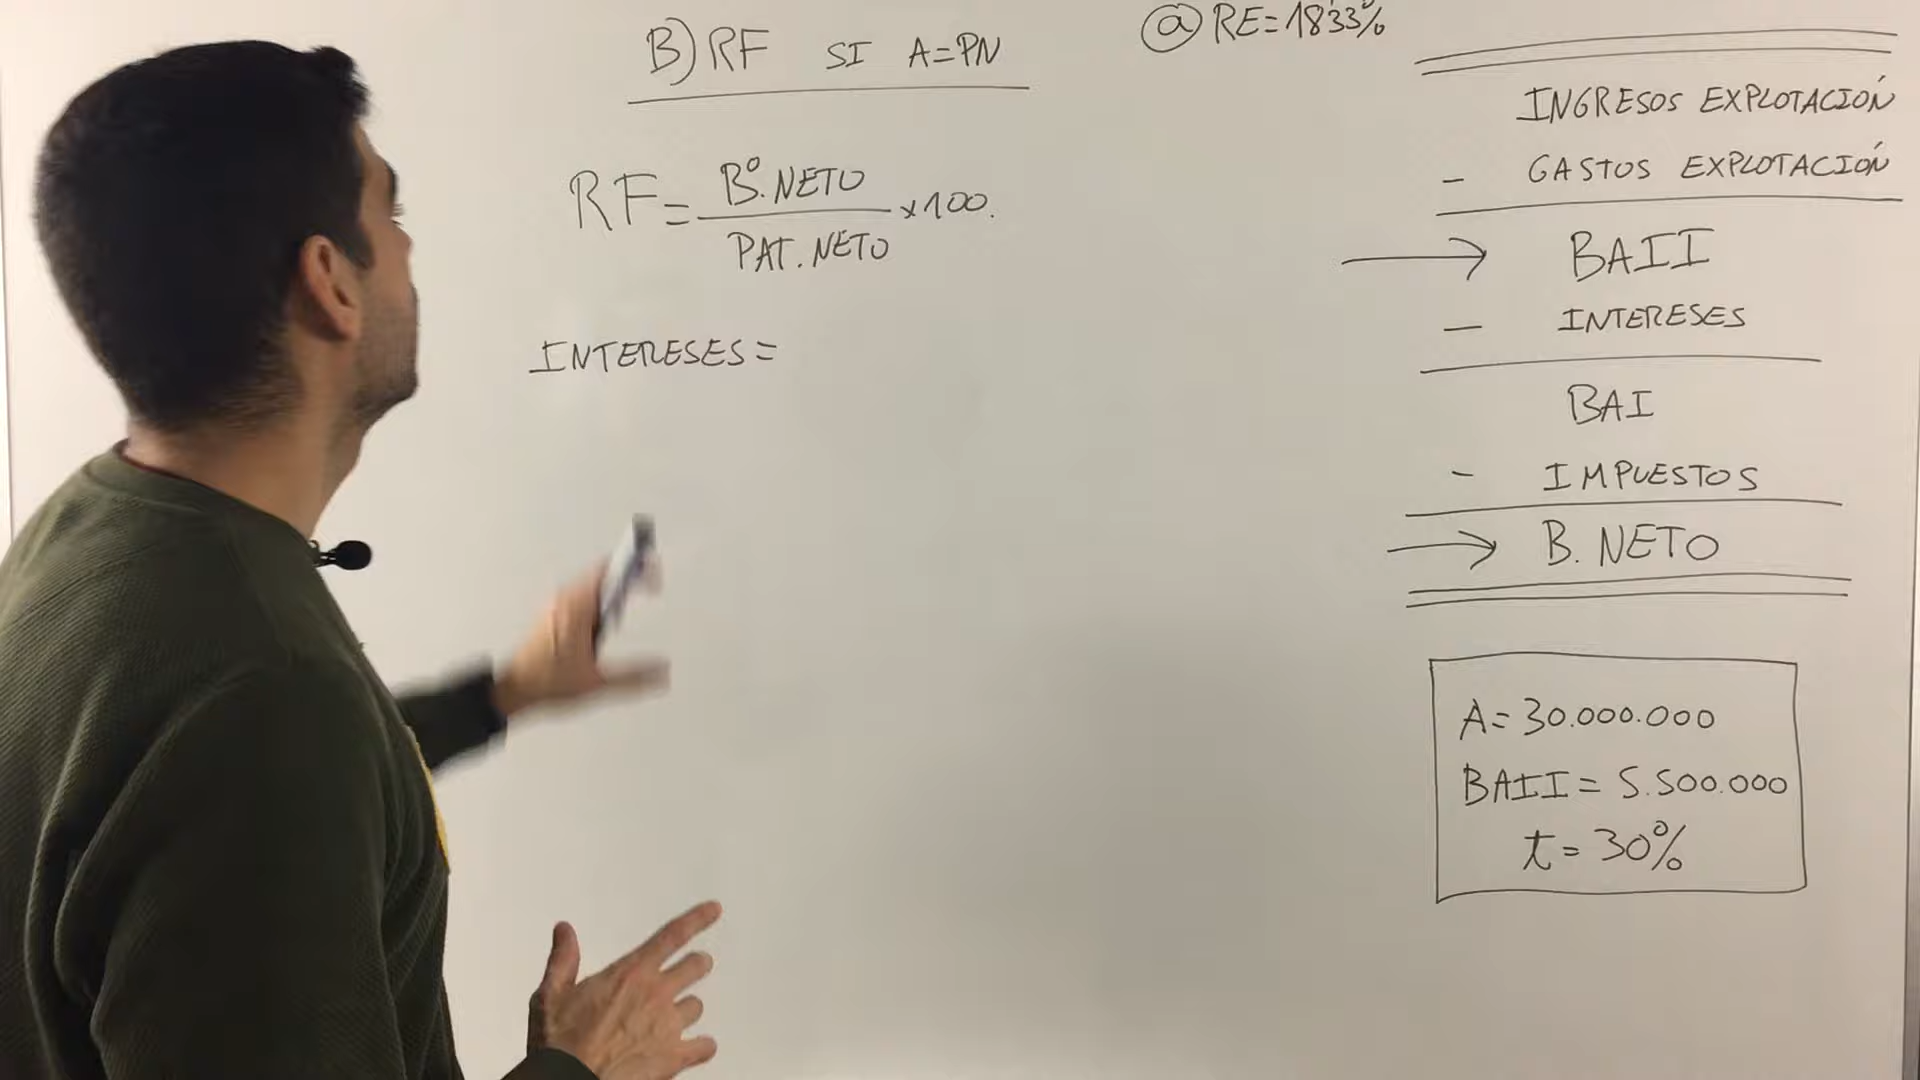 B) RF SI A=PN
@ RE=18'33%
RF= Bº.NETO / PAT. NETO ×100.
INTERESES=
INGRESOS EXPLOTACIÓN
- GASTOS EXPLOTACIÓN
→ BAII
- INTERESES
BAI
- IMPUESTOS
→ B. NETO
A= 30.000.000
BAII= 5.500.000
t= 30%